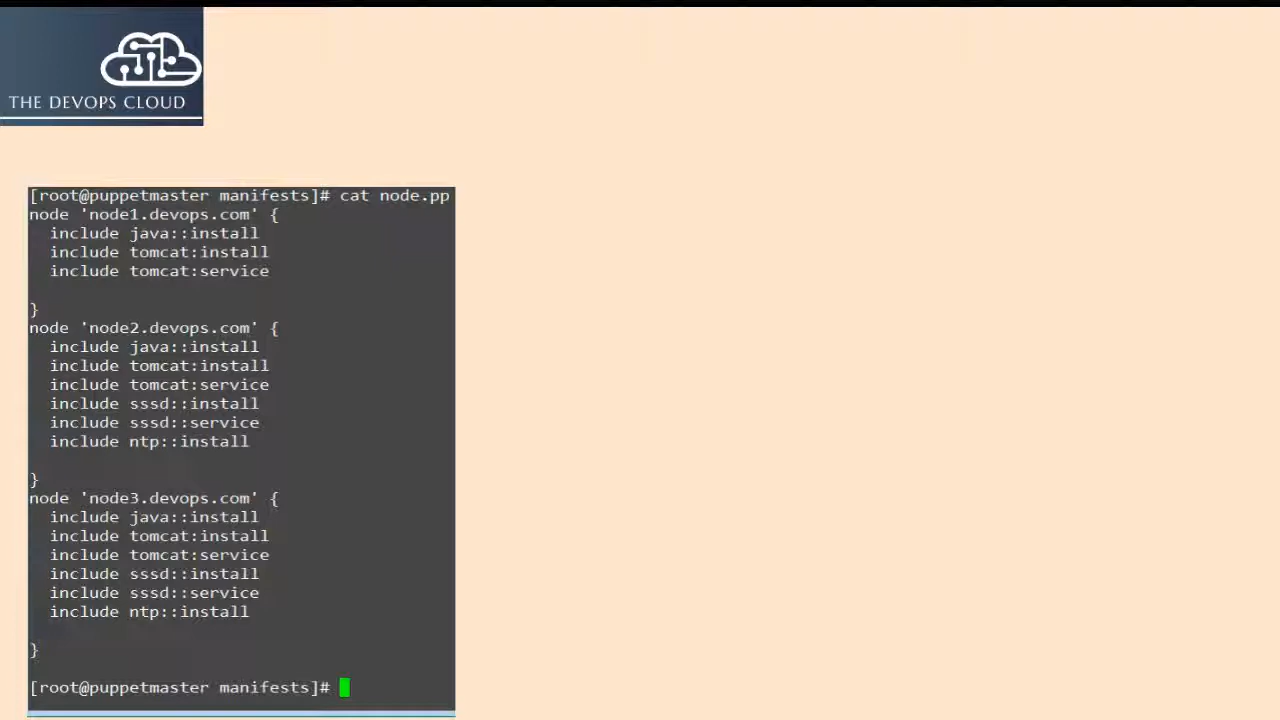 THE DEVOPS CLOUD
[root@puppetmaster manifests]# cat node.pp
node 'node1.devops.com' {
  include java::install
  include tomcat:install
  include tomcat:service
}
node 'node2.devops.com' {
  include java::install
  include tomcat:install
  include tomcat:service
  include sssd::install
  include sssd::service
  include ntp::install
}
node 'node3.devops.com' {
  include java::install
  include tomcat:install
  include tomcat:service
  include sssd::install
  include sssd::service
  include ntp::install
}
[root@puppetmaster manifests]#